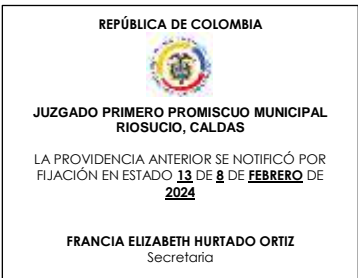 REPÚBLICA DE COLOMBIA
JUZGADO PRIMERO PROMISCUO MUNICIPAL
RIOSUCIO, CALDAS
LA PROVIDENCIA ANTERIOR SE NOTIFICÓ POR
FIJACIÓN EN ESTADO 13 DE 8 DE FEBRERO DE
2024
FRANCIA ELIZABETH HURTADO ORTIZ
Secretaria